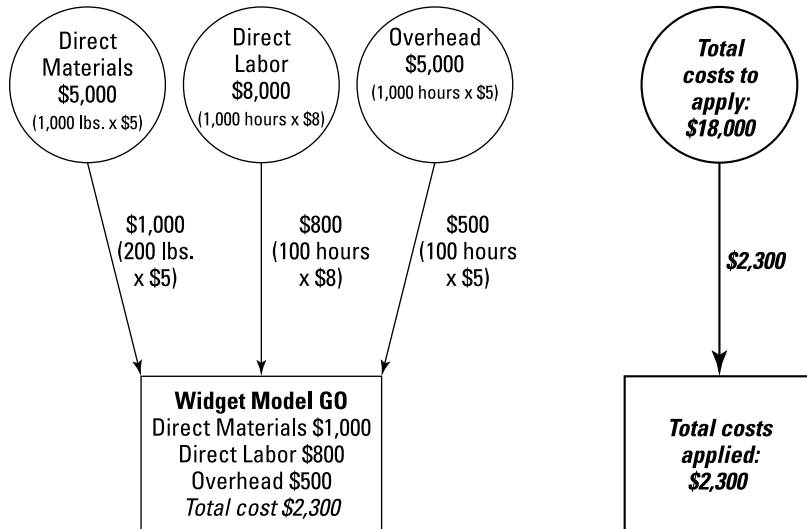 Direct
Materials
$5,000
(1,000 lbs. x $5)
Direct
Labor
$8,000
(1,000 hours x $8)
Overhead
$5,000
(1,000 hours x $5)
Total
costs to
apply:
$18,000
$1,000
(200 lbs.
x $5)
$800
(100 hours
x $8)
$500
(100 hours
x $5)
$2,300
Widget Model GO
Direct Materials $1,000
Direct Labor $800
Overhead $500
Total cost $2,300
Total costs
applied:
$2,300